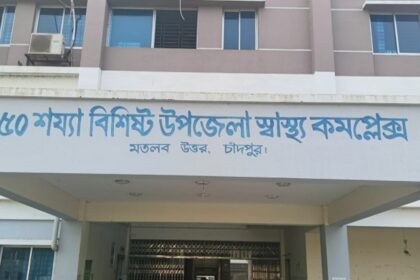 ৫০ শয্যা বিশিষ্ট উপজেলা স্বাস্থ্য কমপ্লেক্স
মতলব উত্তর, চাঁদপুর।